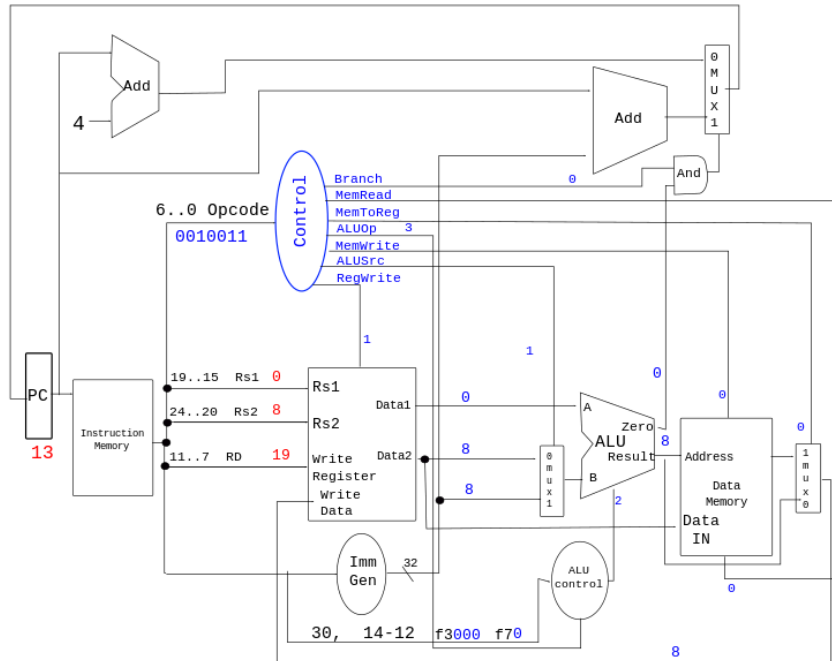 0
M
U
X
1
Add
4
Add
And
Control
Branch 0
MemRead
MemToReg
ALUOp 3
MemWrite
ALUSrc
RegWrite
6..0 Opcode
0010011
1
1
0
0
0
PC
13
Instruction
Memory
19..15 Rs1 0
24..20 Rs2 8
11..7 RD 19
Rs1
Rs2
Write
Register
Write
Data
Data1
Data2
0
8
8
0
m
u
x
1
A
B
ALU
Zero
Result
8
2
Address
Data
Memory
Data
IN
1
m
u
x
0
0
Imm
Gen
32
ALU
control
30, 14-12 f3000 f70
8